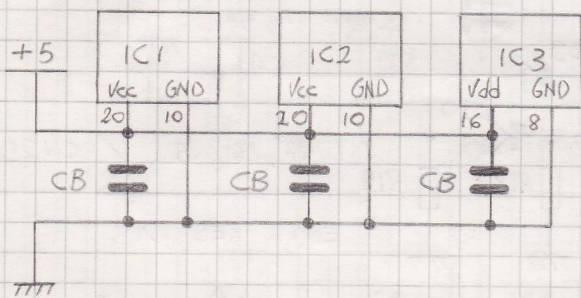 +5
IC1
IC2
IC3
Vcc GND
Vcc GND
Vdd GND
20 10
20 10
16 8
CB
CB
CB